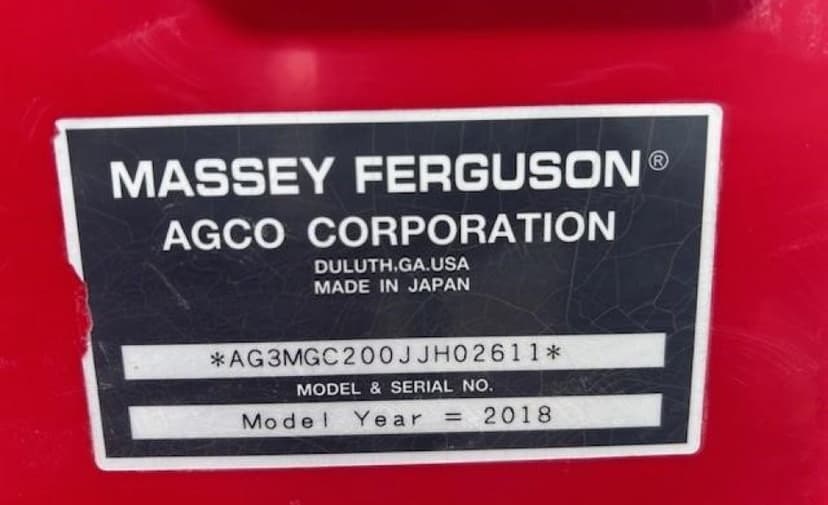 MASSEY FERGUSON®
AGCO CORPORATION
DULUTH,GA.USA
MADE IN JAPAN
*AG3MGC200JJH02611*
MODEL & SERIAL NO.
Model Year = 2018